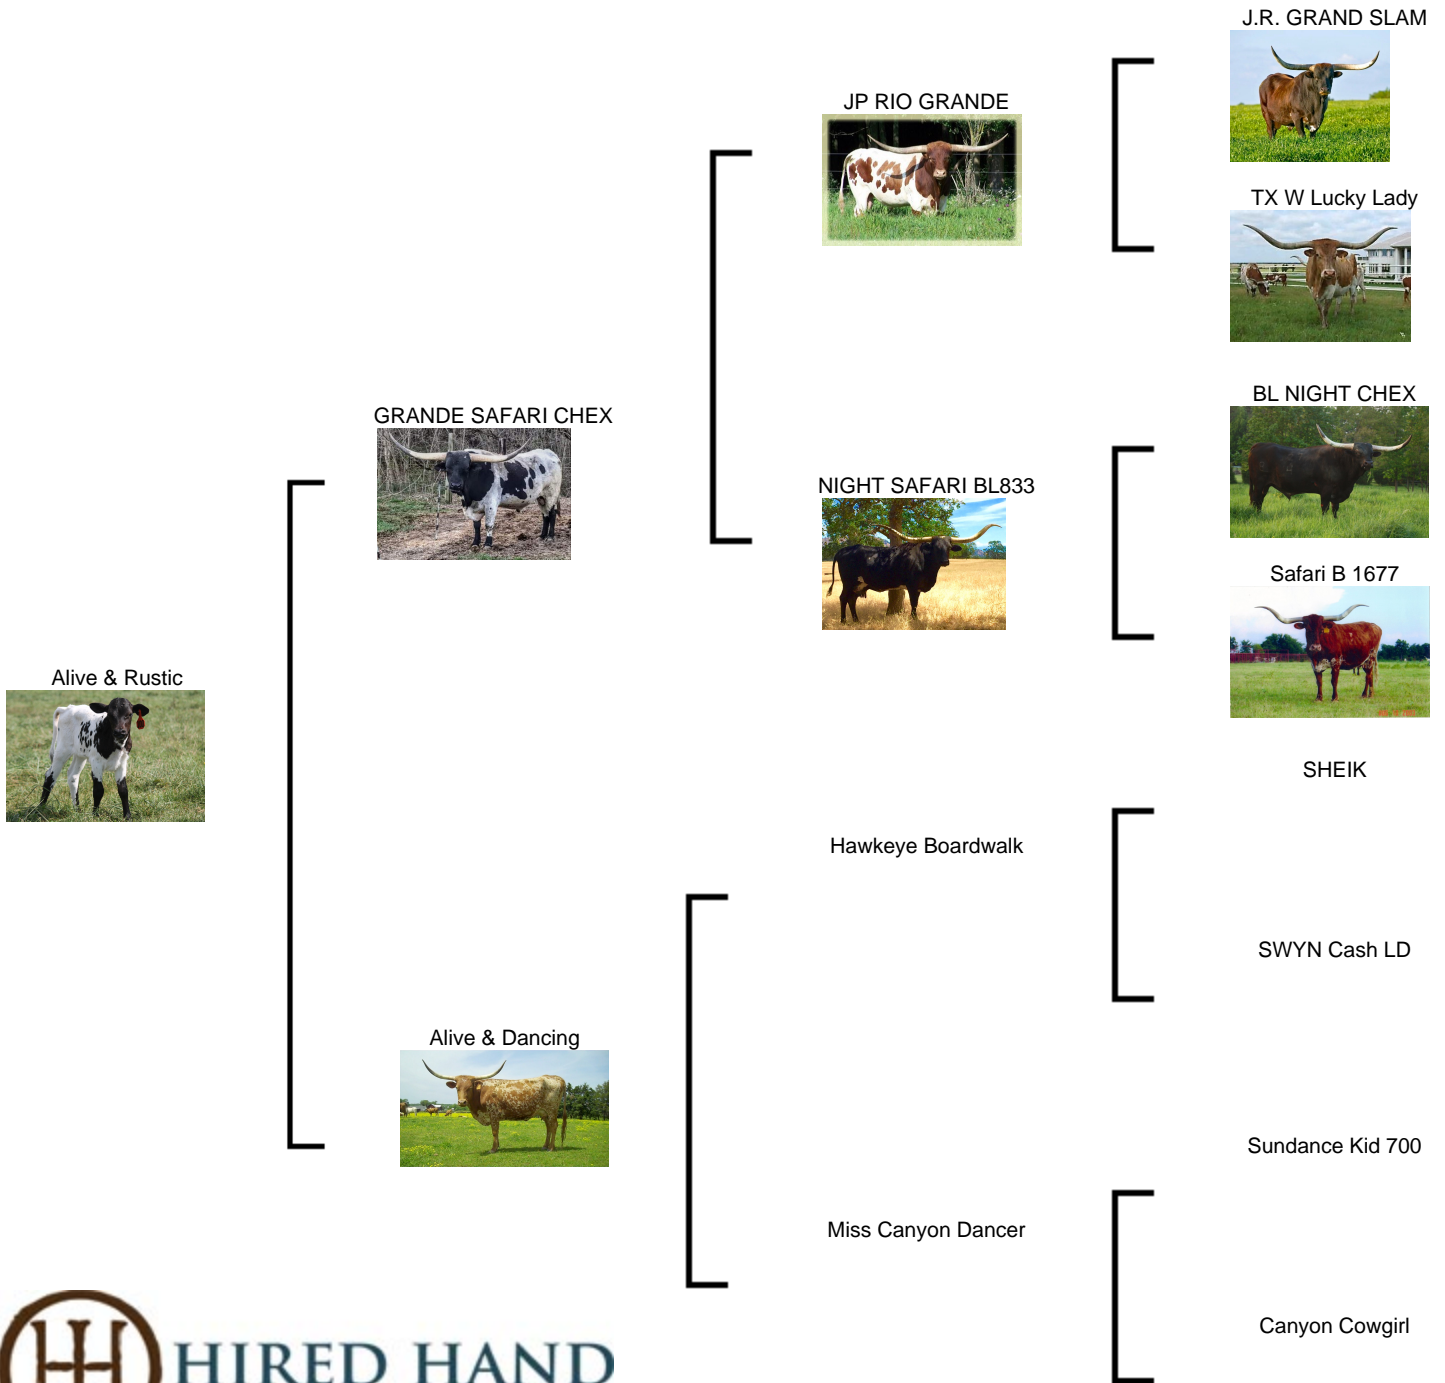 J.R. GRAND SLAM
JP RIO GRANDE
TX W Lucky Lady
GRANDE SAFARI CHEX
BL NIGHT CHEX
NIGHT SAFARI BL833
Safari B 1677
Alive & Rustic
SHEIK
Hawkeye Boardwalk
SWYN Cash LD
Alive & Dancing
Sundance Kid 700
Miss Canyon Dancer
Canyon Cowgirl
HIRED HAND